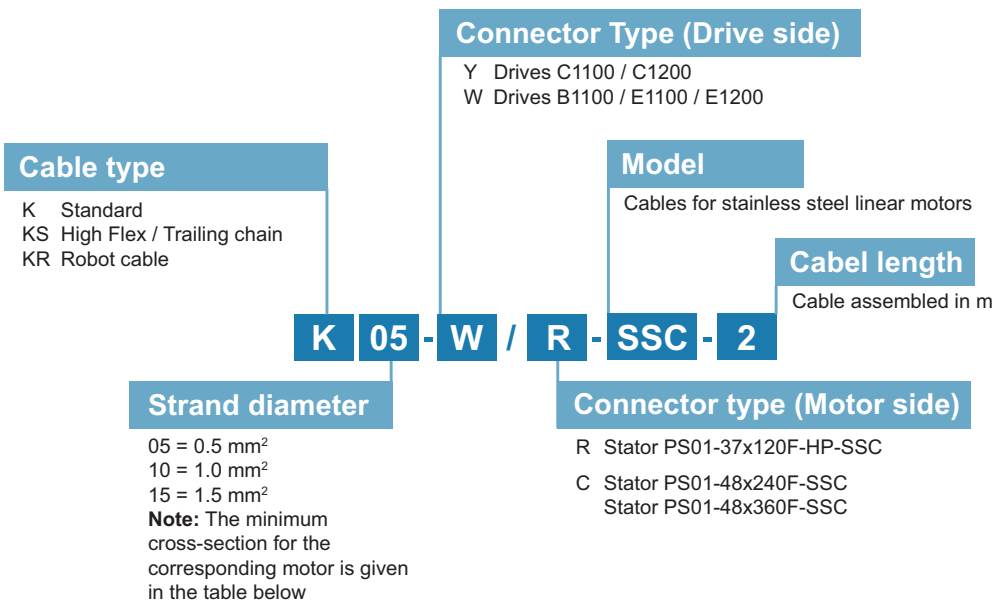 Connector Type (Drive side)
Y Drives C1100 / C1200
W Drives B1100 / E1100 / E1200
Cable type
K Standard
KS High Flex / Trailing chain
KR Robot cable
Model
Cables for stainless steel linear motors
Cabel length
Cable assembled in m
K 05 - W / R - SSC - 2
Strand diameter
05 = 0.5 mm²
10 = 1.0 mm²
15 = 1.5 mm²
Note: The minimum
cross-section for the
corresponding motor is given
in the table below
Connector type (Motor side)
R Stator PS01-37x120F-HP-SSC
C Stator PS01-48x240F-SSC
Stator PS01-48x360F-SSC